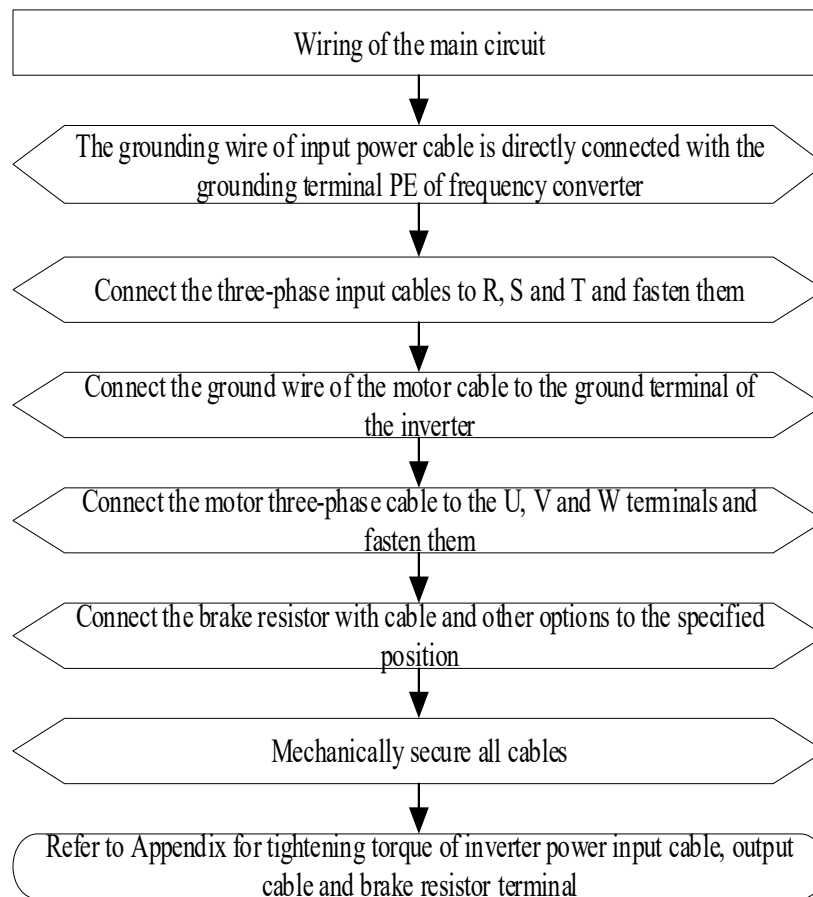 Wiring of the main circuit
The grounding wire of input power cable is directly connected with the
grounding terminal PE of frequency converter
Connect the three-phase input cables to R, S and T and fasten them
Connect the ground wire of the motor cable to the ground terminal of
the inverter
Connect the motor three-phase cable to the U, V and W terminals and
fasten them
Connect the brake resistor with cable and other options to the specified
position
Mechanically secure all cables
Refer to Appendix for tightening torque of inverter power input cable, output
cable and brake resistor terminal